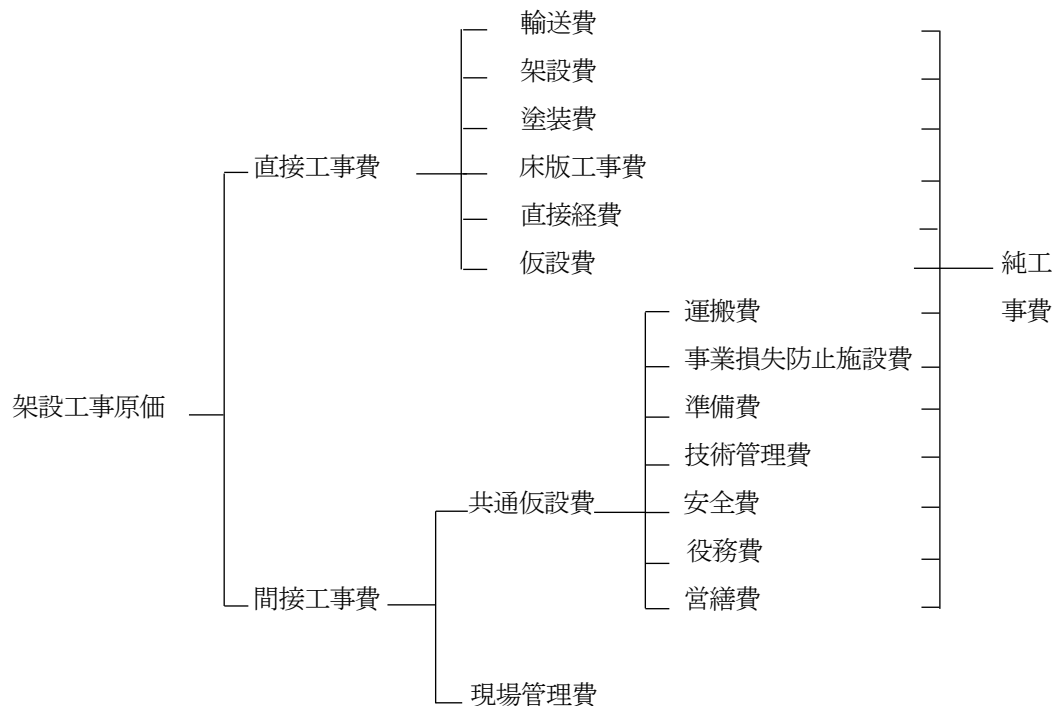 輸送費
架設費
塗装費
直接工事費
床版工事費
直接経費
仮設費
純工
事費
運搬費
事業損失防止施設費
架設工事原価
準備費
技術管理費
共通仮設費
安全費
役務費
間接工事費
営繕費
現場管理費